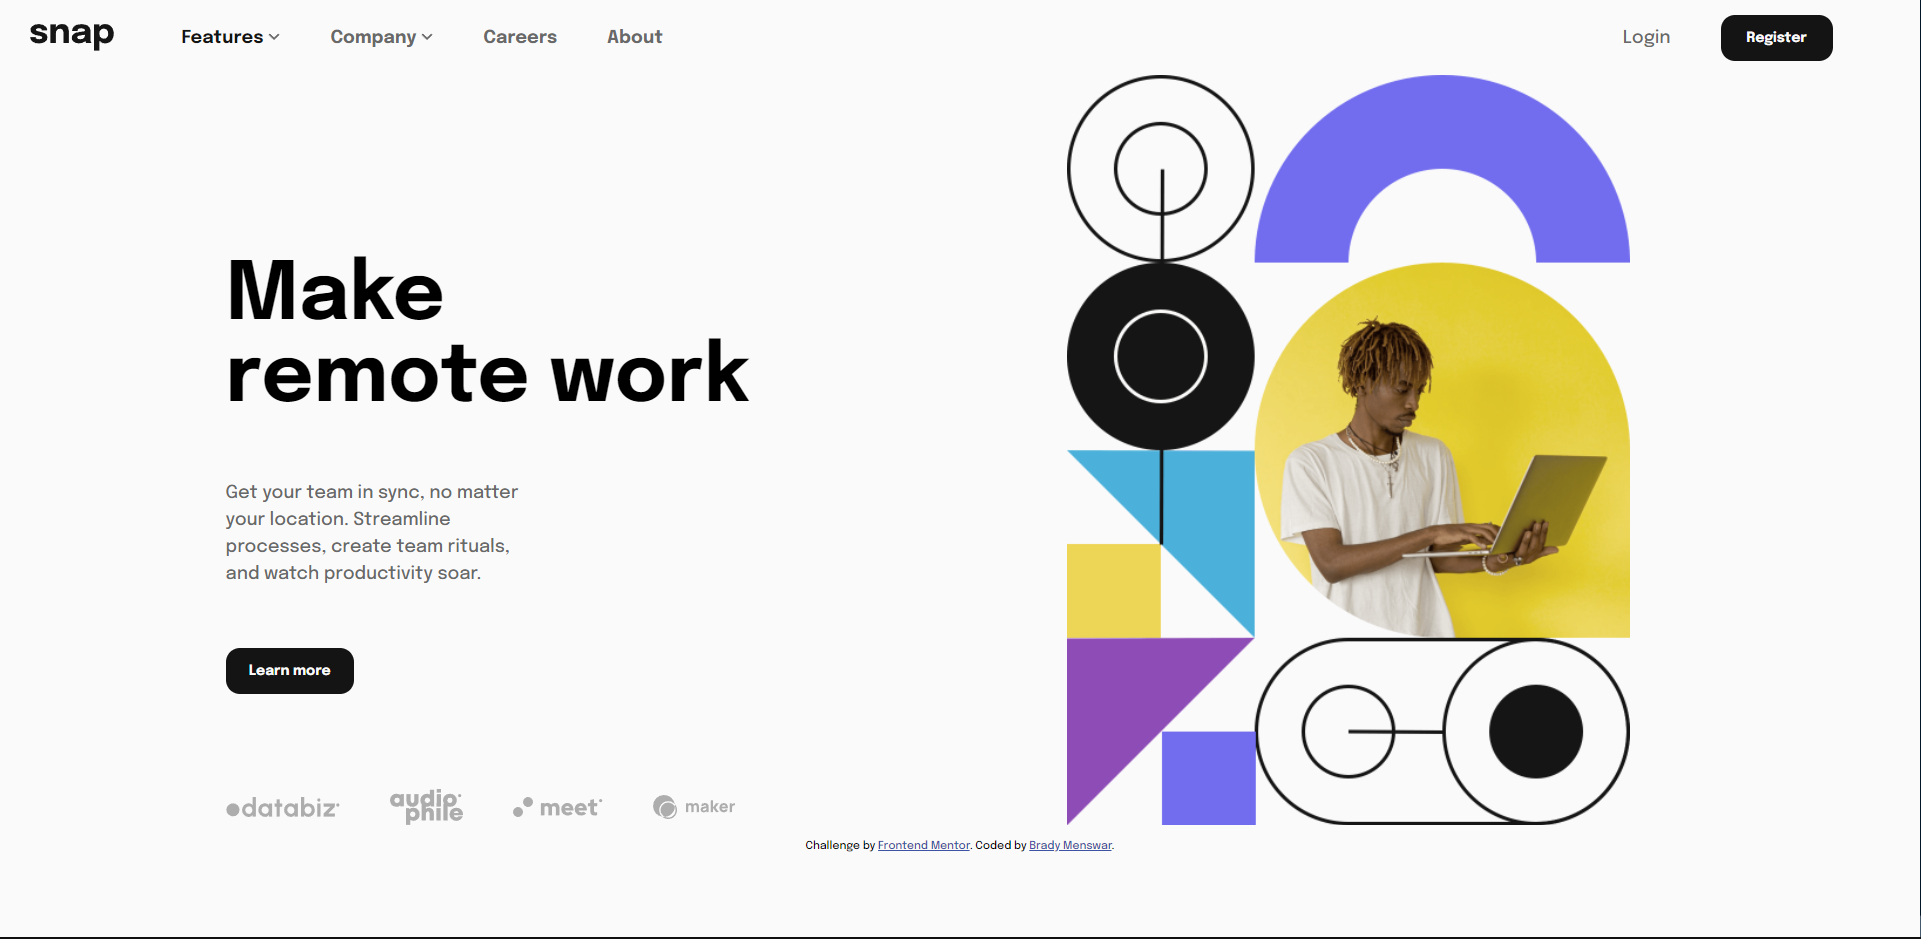 snap
Features
Company
Careers
About
Login
Register
Make
remote work
Get your team in sync, no matter
your location. Streamline
processes, create team rituals,
and watch productivity soar.
Learn more
databiz
audio
phile
meet
maker
Challenge by Frontend Mentor. Coded by Brady Menswar.